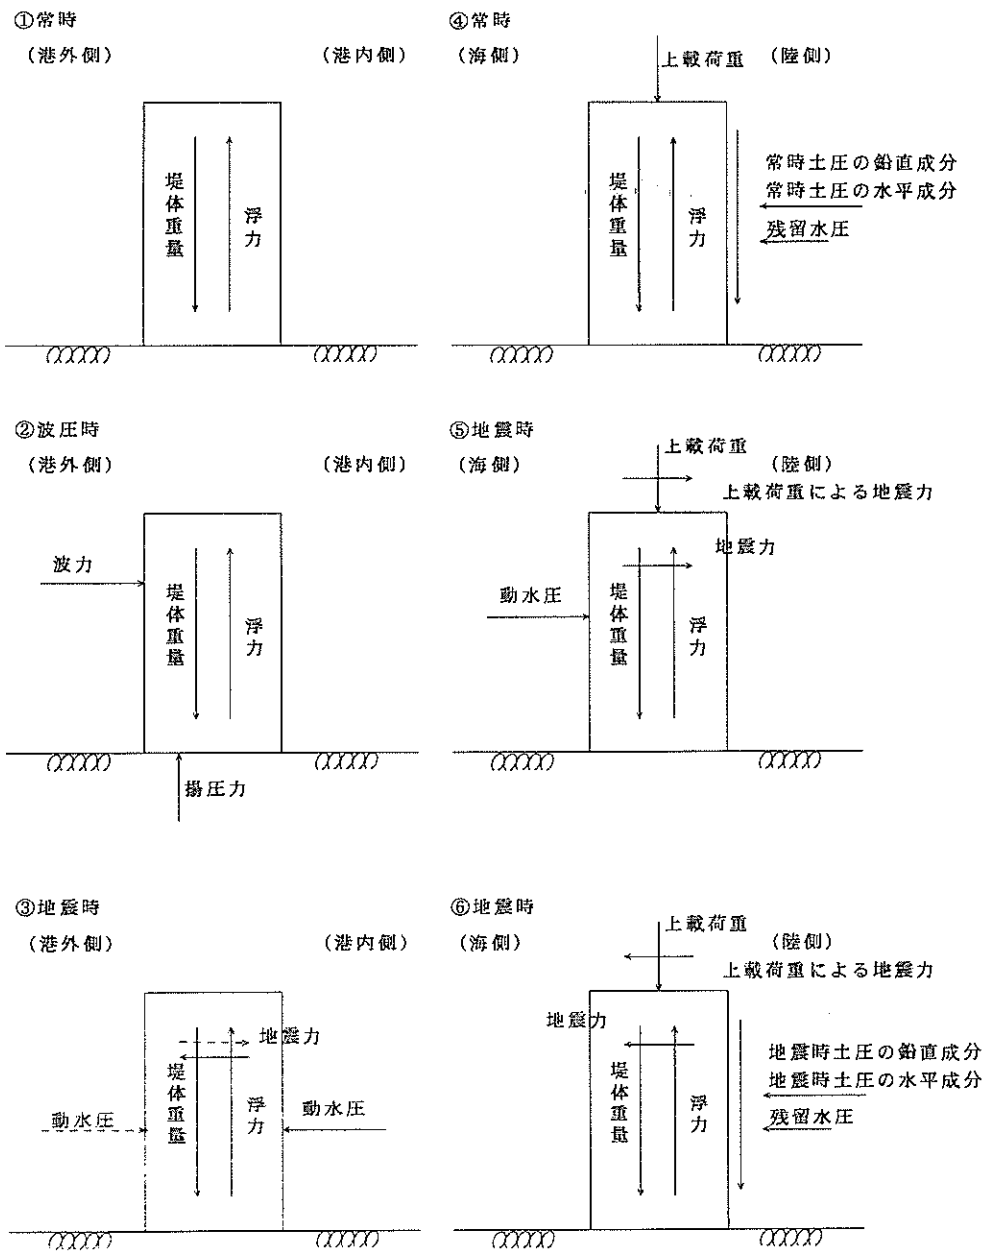 ①常時
(港外側)
(港内側)
堤体重量
浮力
④常時
(海側)
上載荷重
(陸側)
堤体重量
浮力
常時土圧の鉛直成分
常時土圧の水平成分
残留水圧
②波圧時
(港外側)
(港内側)
波力
堤体重量
浮力
揚圧力
⑤地震時
(海側)
上載荷重
(陸側)
上載荷重による地震力
地震力
動水圧
堤体重量
浮力
③地震時
(港外側)
(港内側)
地震力
堤体重量
浮力
動水圧
動水圧
⑥地震時
(海側)
上載荷重
(陸側)
上載荷重による地震力
地震力
堤体重量
浮力
地震時土圧の鉛直成分
地震時土圧の水平成分
残留水圧